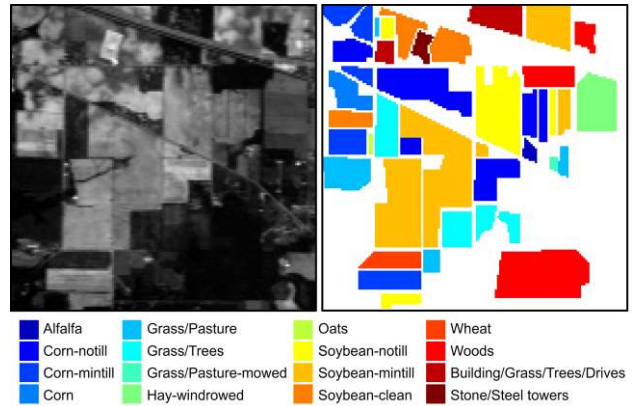 Alfalfa
Corn-notill
Corn-mintill
Corn
Grass/Pasture
Grass/Trees
Grass/Pasture-mowed
Hay-windrowed
Oats
Soybean-notill
Soybean-mintill
Soybean-clean
Wheat
Woods
Building/Grass/Trees/Drives
Stone/Steel towers